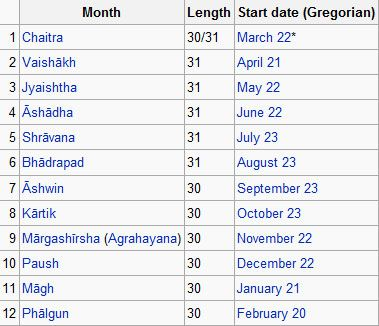 Month Length Start date (Gregorian)
1 Chaitra 30/31 March 22*
2 Vaishākh 31 April 21
3 Jyaishtha 31 May 22
4 Āshādha 31 June 22
5 Shrāvana 31 July 23
6 Bhādrapad 31 August 23
7 Āshwin 30 September 23
8 Kārtik 30 October 23
9 Mārgashīrsha (Agrahayana) 30 November 22
10 Paush 30 December 22
11 Māgh 30 January 21
12 Phālgun 30 February 20